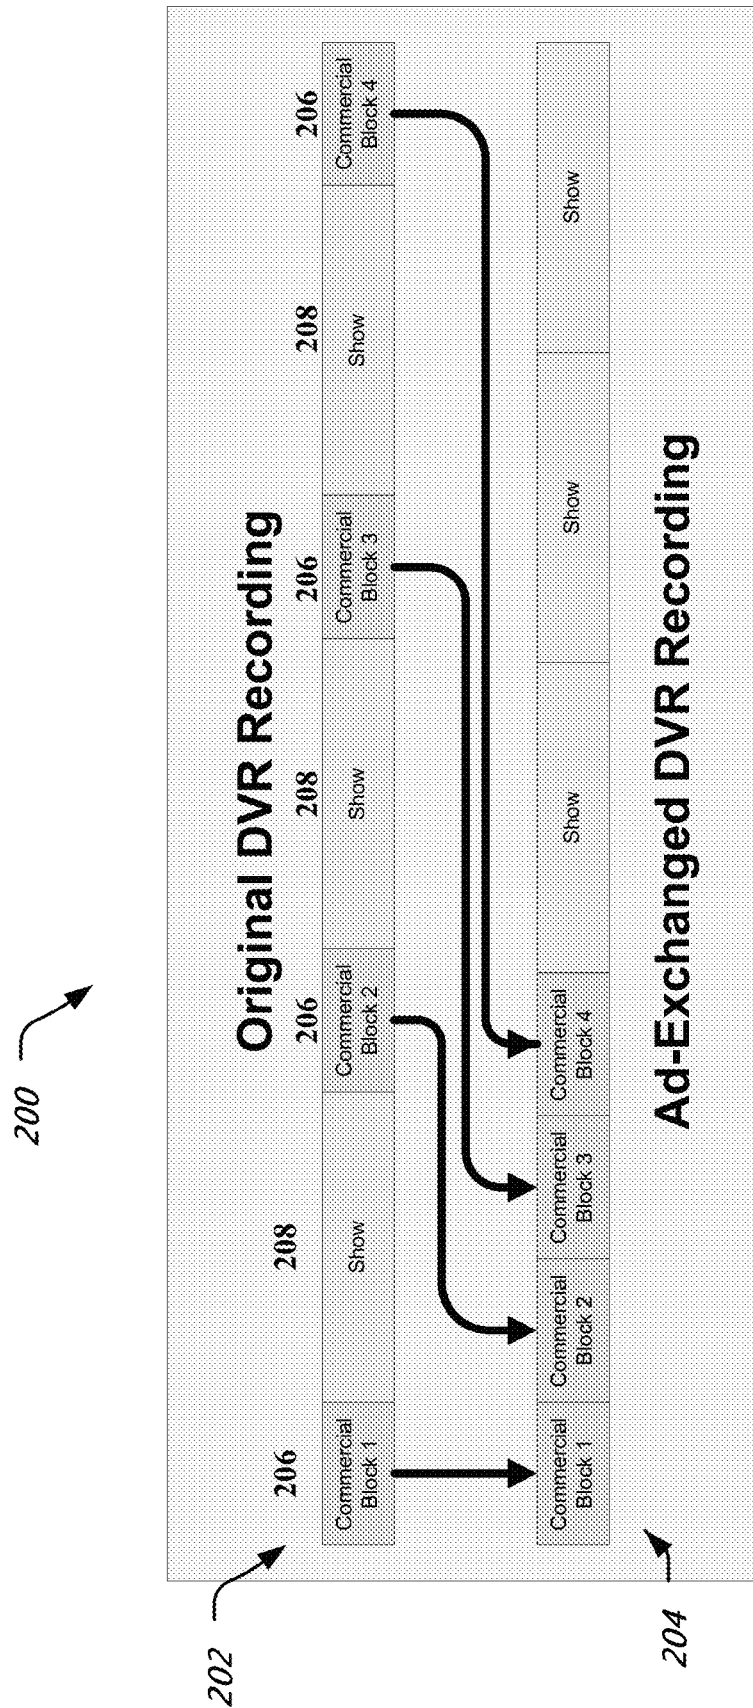 200
202
Original DVR Recording
206
208
206
208
206
208
206
Commercial
Block 1
Show
Commercial
Block 2
Show
Commercial
Block 3
Show
Commercial
Block 4
Commercial
Block 1
Commercial
Block 2
Commercial
Block 3
Commercial
Block 4
Show
Show
Show
Ad-Exchanged DVR Recording
204